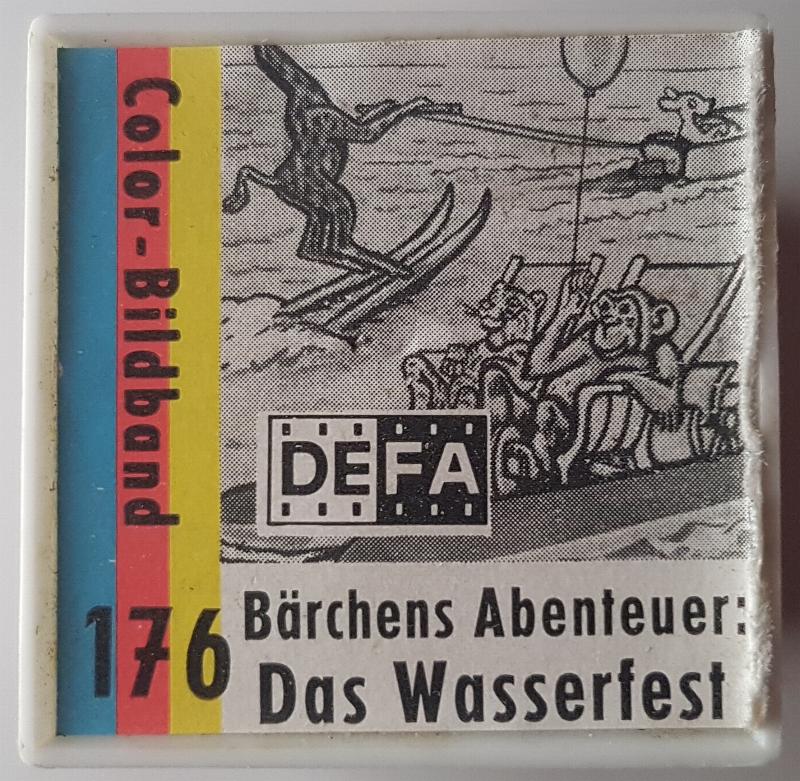 Color-Bildband
DEFA
176
Bärchens Abenteuer:
Das Wasserfest